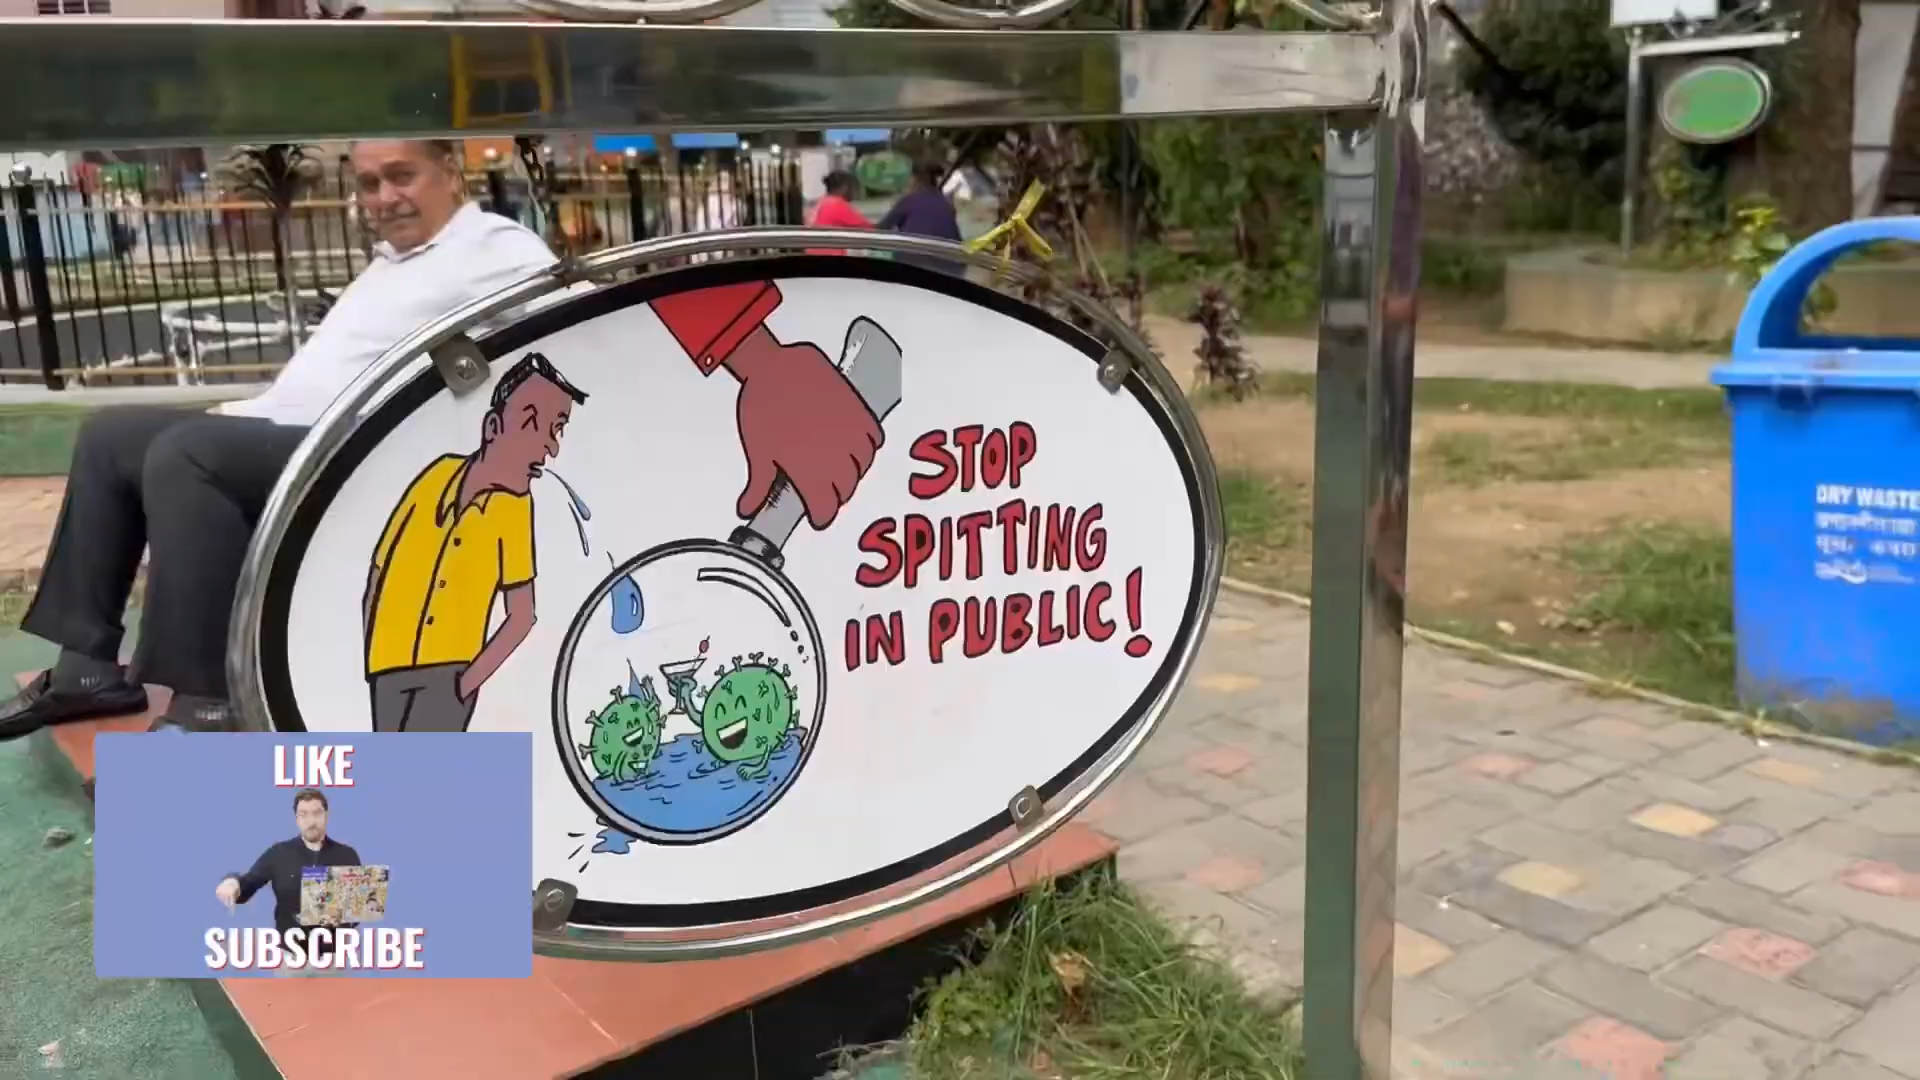 STOP
SPITTING
IN PUBLIC!
DRY WASTE
LIKE
SUBSCRIBE